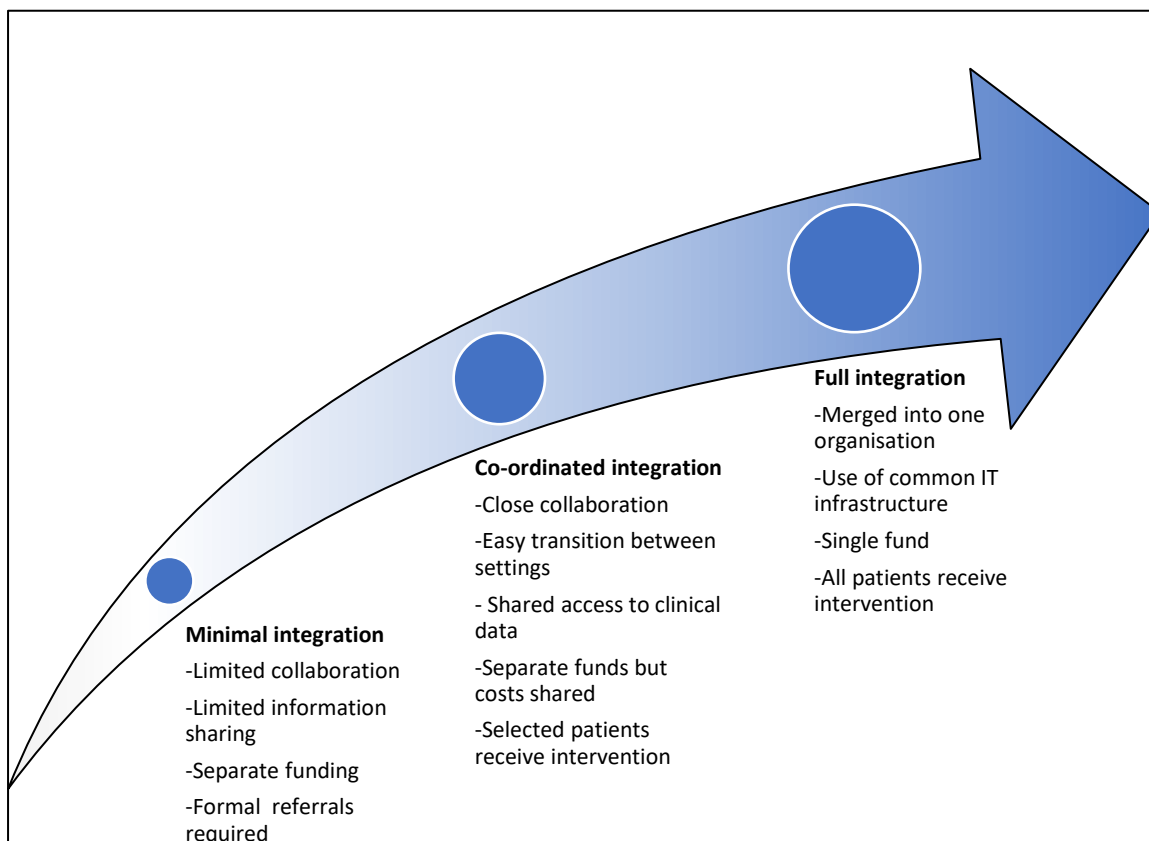 Minimal integration
-Limited collaboration
-Limited information
sharing
-Separate funding
-Formal  referrals
required
Co-ordinated integration
-Close collaboration
-Easy transition between
settings
- Shared access to clinical
data
-Separate funds but
costs shared
-Selected patients
receive intervention
Full integration
-Merged into one
organisation
-Use of common IT
infrastructure
-Single fund
-All patients receive
intervention